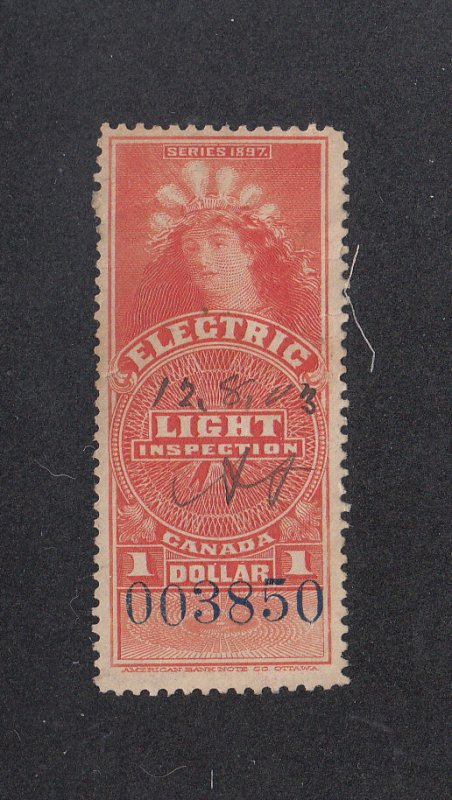 SERIES 1897.
ELECTRIC
12, 8, 03
LIGHT
INSPECTION
CANADA
1 DOLLAR 1
003850
AMERICAN BANK NOTE CO. OTTAWA.